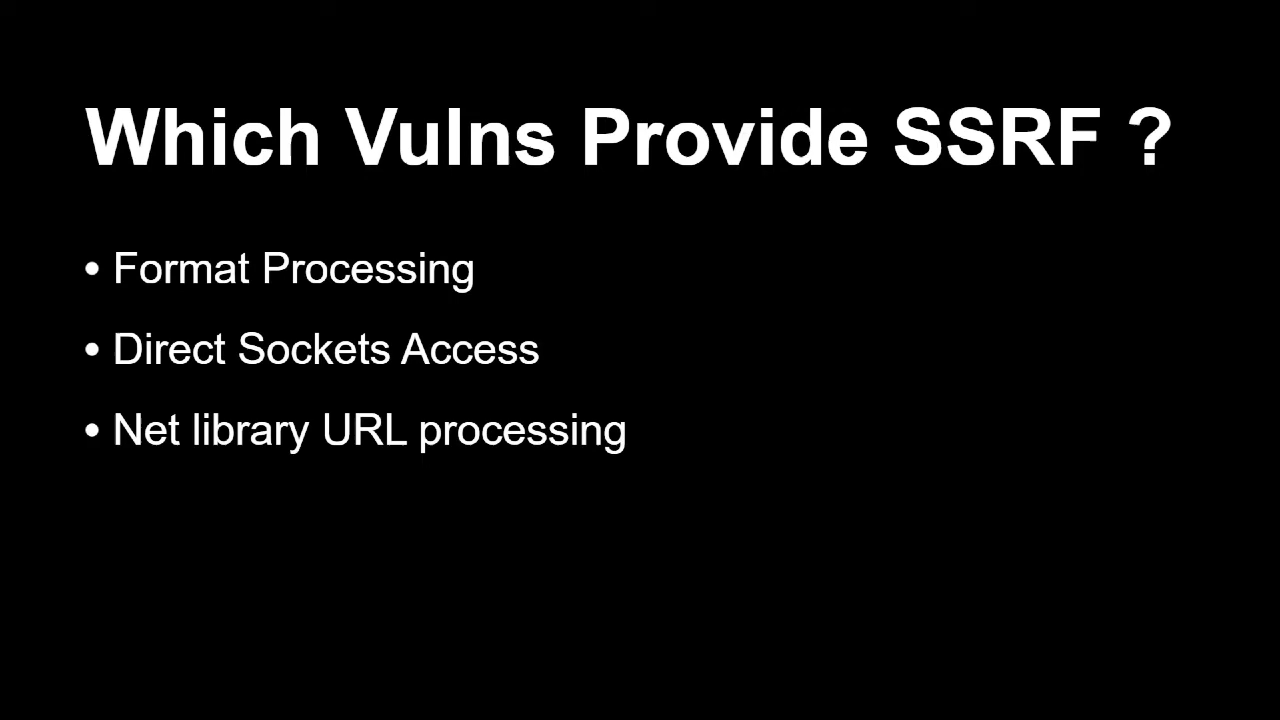 Which Vulns Provide SSRF ?
• Format Processing
• Direct Sockets Access
• Net library URL processing